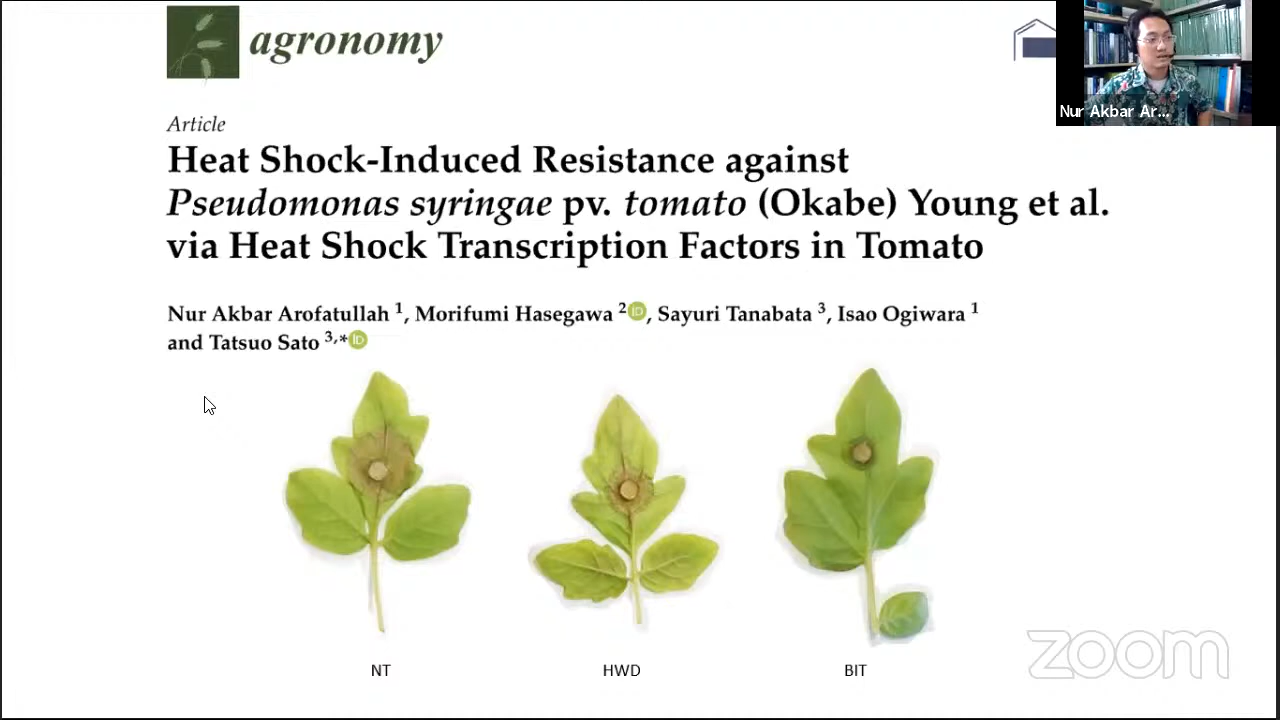 agronomy
Nur Akbar Ar...
Article
Heat Shock-Induced Resistance against
Pseudomonas syringae pv. tomato (Okabe) Young et al.
via Heat Shock Transcription Factors in Tomato
Nur Akbar Arofatullah 1, Morifumi Hasegawa 2 iD, Sayuri Tanabata 3, Isao Ogiwara 1
and Tatsuo Sato 3,* iD
NT HWD BIT
zoom